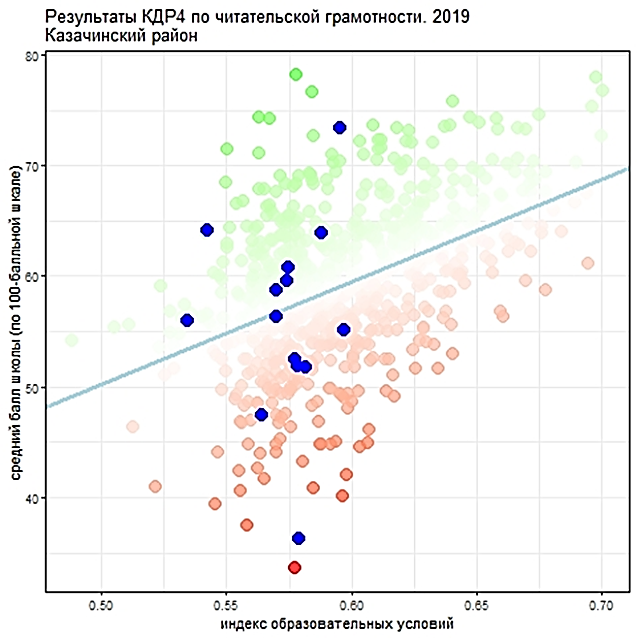 Результаты КДР4 по читательской грамотности. 2019
Казачинский район
средний балл школы (по 100-балльной шкале)
80
70
60
50
40
0.50 0.55 0.60 0.65 0.70
индекс образовательных условий